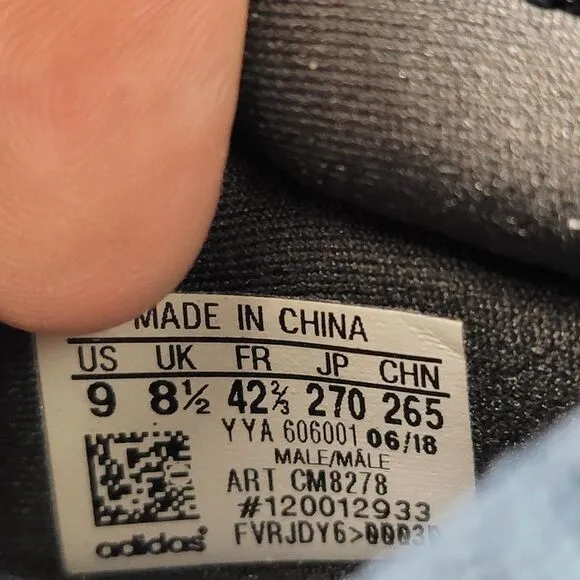 MADE IN CHINA
US UK FR JP CHN
9 8½ 42⅔ 270 265
YYA 606001 06/18
MALE/MÂLE
ART CM8278
#120012933
FVRJDY6>
adidas